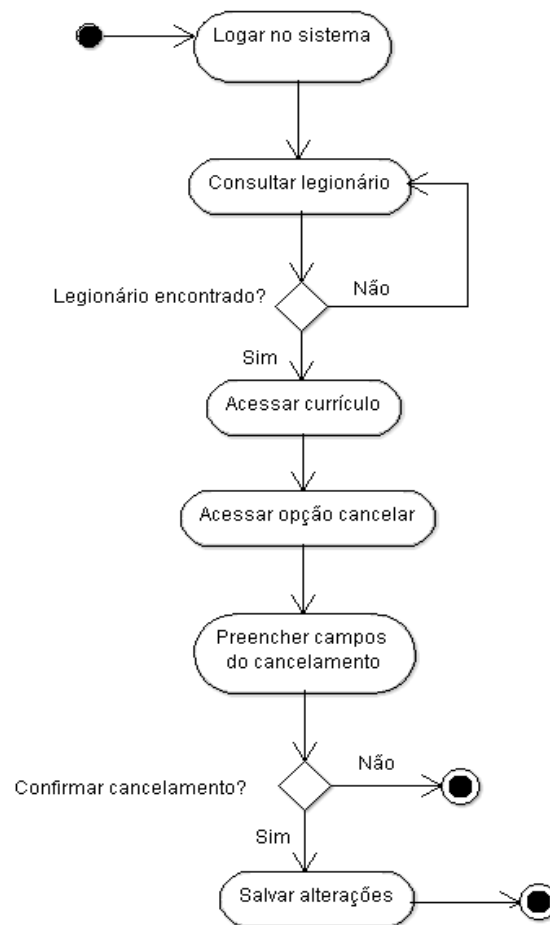 Logar no sistema
Consultar legionário
Legionário encontrado?
Não
Sim
Acessar currículo
Acessar opção cancelar
Preencher campos
do cancelamento
Não
Confirmar cancelamento?
Sim
Salvar alterações